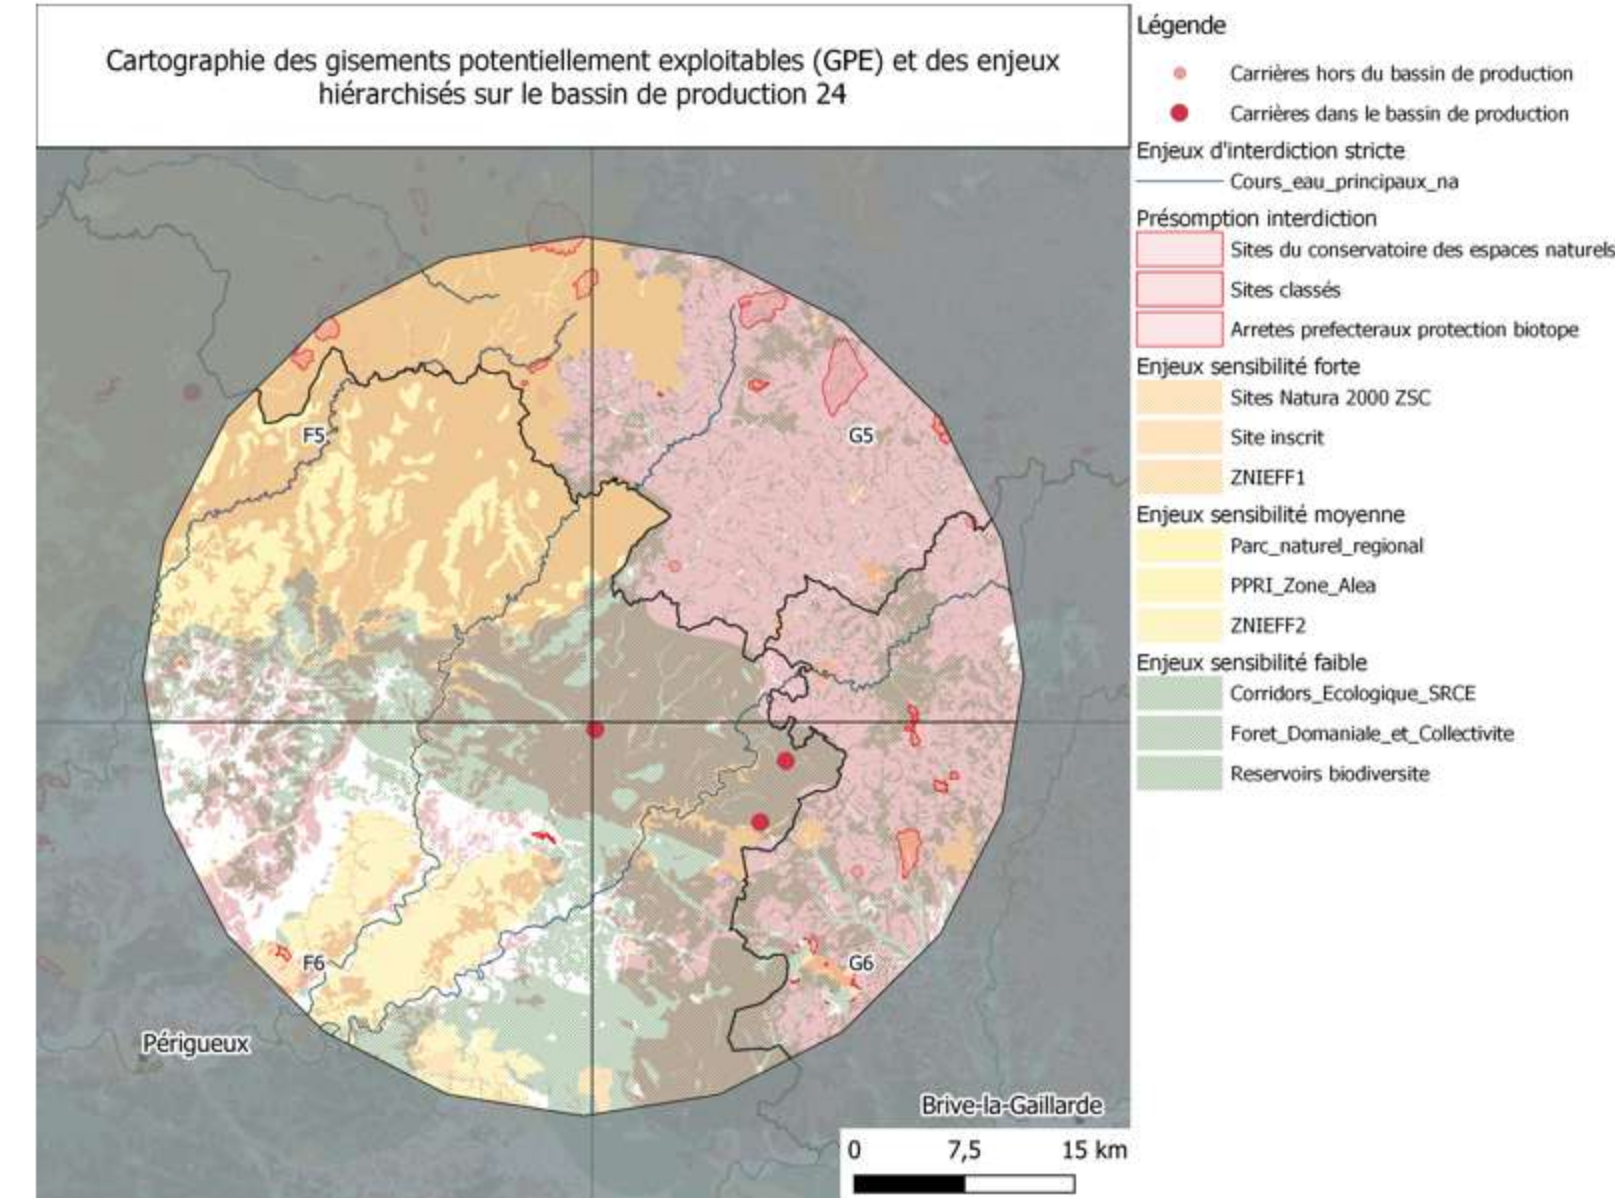 Cartographie des gisements potentiellement exploitables (GPE) et des enjeux
hiérarchisés sur le bassin de production 24
Légende
Carrières hors du bassin de production
Carrières dans le bassin de production
Enjeux d'interdiction stricte
Cours_eau_principaux_na
Présomption interdiction
Sites du conservatoire des espaces naturels
Sites classés
Arretes prefecteraux protection biotope
Enjeux sensibilité forte
Sites Natura 2000 ZSC
Site inscrit
ZNIEFF1
Enjeux sensibilité moyenne
Parc_naturel_regional
PPRI_Zone_Alea
ZNIEFF2
Enjeux sensibilité faible
Corridors_Ecologique_SRCE
Foret_Domaniale_et_Collectivite
Reservoirs biodiversite
F5
G5
F6
G6
Périgueux
Brive-la-Gaillarde
0 7,5 15 km